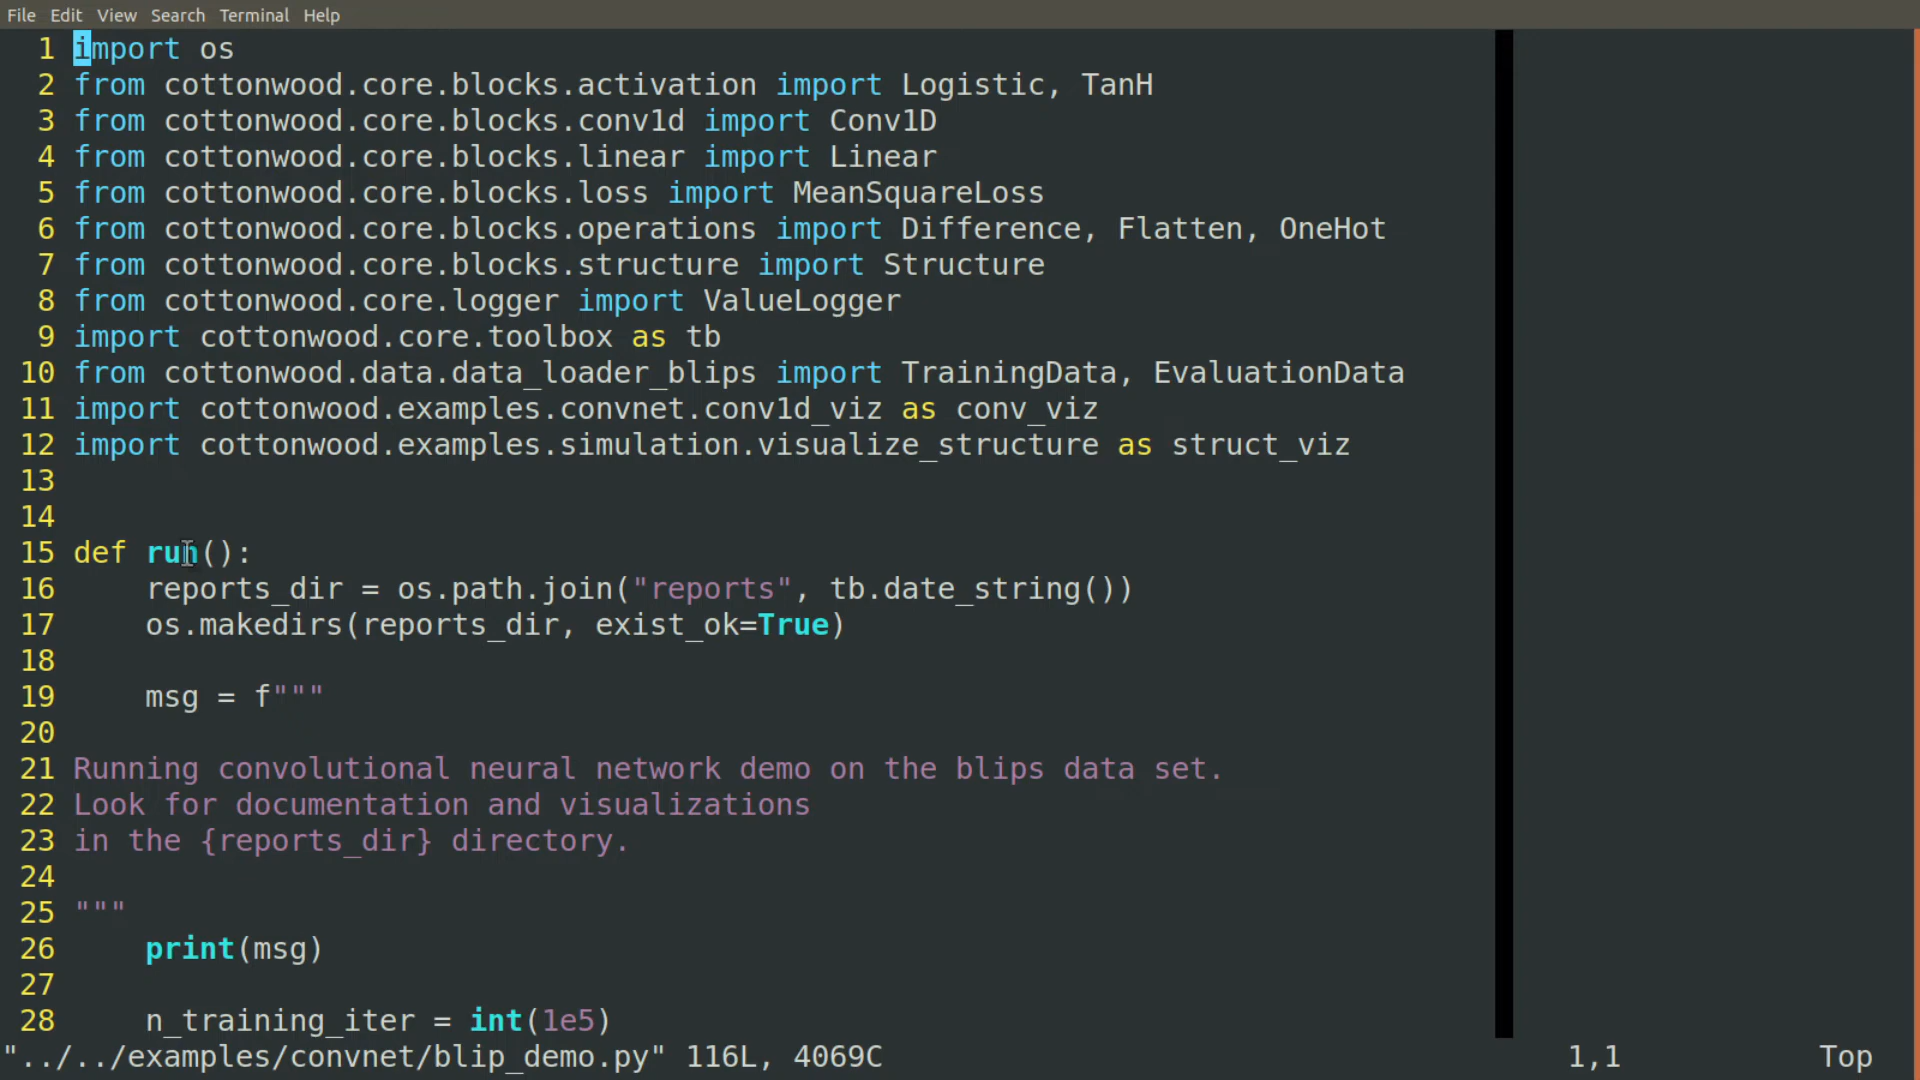 File Edit View Search Terminal Help
1 import os
2 from cottonwood.core.blocks.activation import Logistic, TanH
3 from cottonwood.core.blocks.conv1d import Conv1D
4 from cottonwood.core.blocks.linear import Linear
5 from cottonwood.core.blocks.loss import MeanSquareLoss
6 from cottonwood.core.blocks.operations import Difference, Flatten, OneHot
7 from cottonwood.core.blocks.structure import Structure
8 from cottonwood.core.logger import ValueLogger
9 import cottonwood.core.toolbox as tb
10 from cottonwood.data.data_loader_blips import TrainingData, EvaluationData
11 import cottonwood.examples.convnet.conv1d_viz as conv_viz
12 import cottonwood.examples.simulation.visualize_structure as struct_viz
13
14
15 def run():
16     reports_dir = os.path.join("reports", tb.date_string())
17     os.makedirs(reports_dir, exist_ok=True)
18
19     msg = f"""
20
21 Running convolutional neural network demo on the blips data set.
22 Look for documentation and visualizations
23 in the {reports_dir} directory.
24
25 """
26     print(msg)
27
28     n_training_iter = int(1e5)
"../../examples/convnet/blip_demo.py" 116L, 4069C 1,1 Top